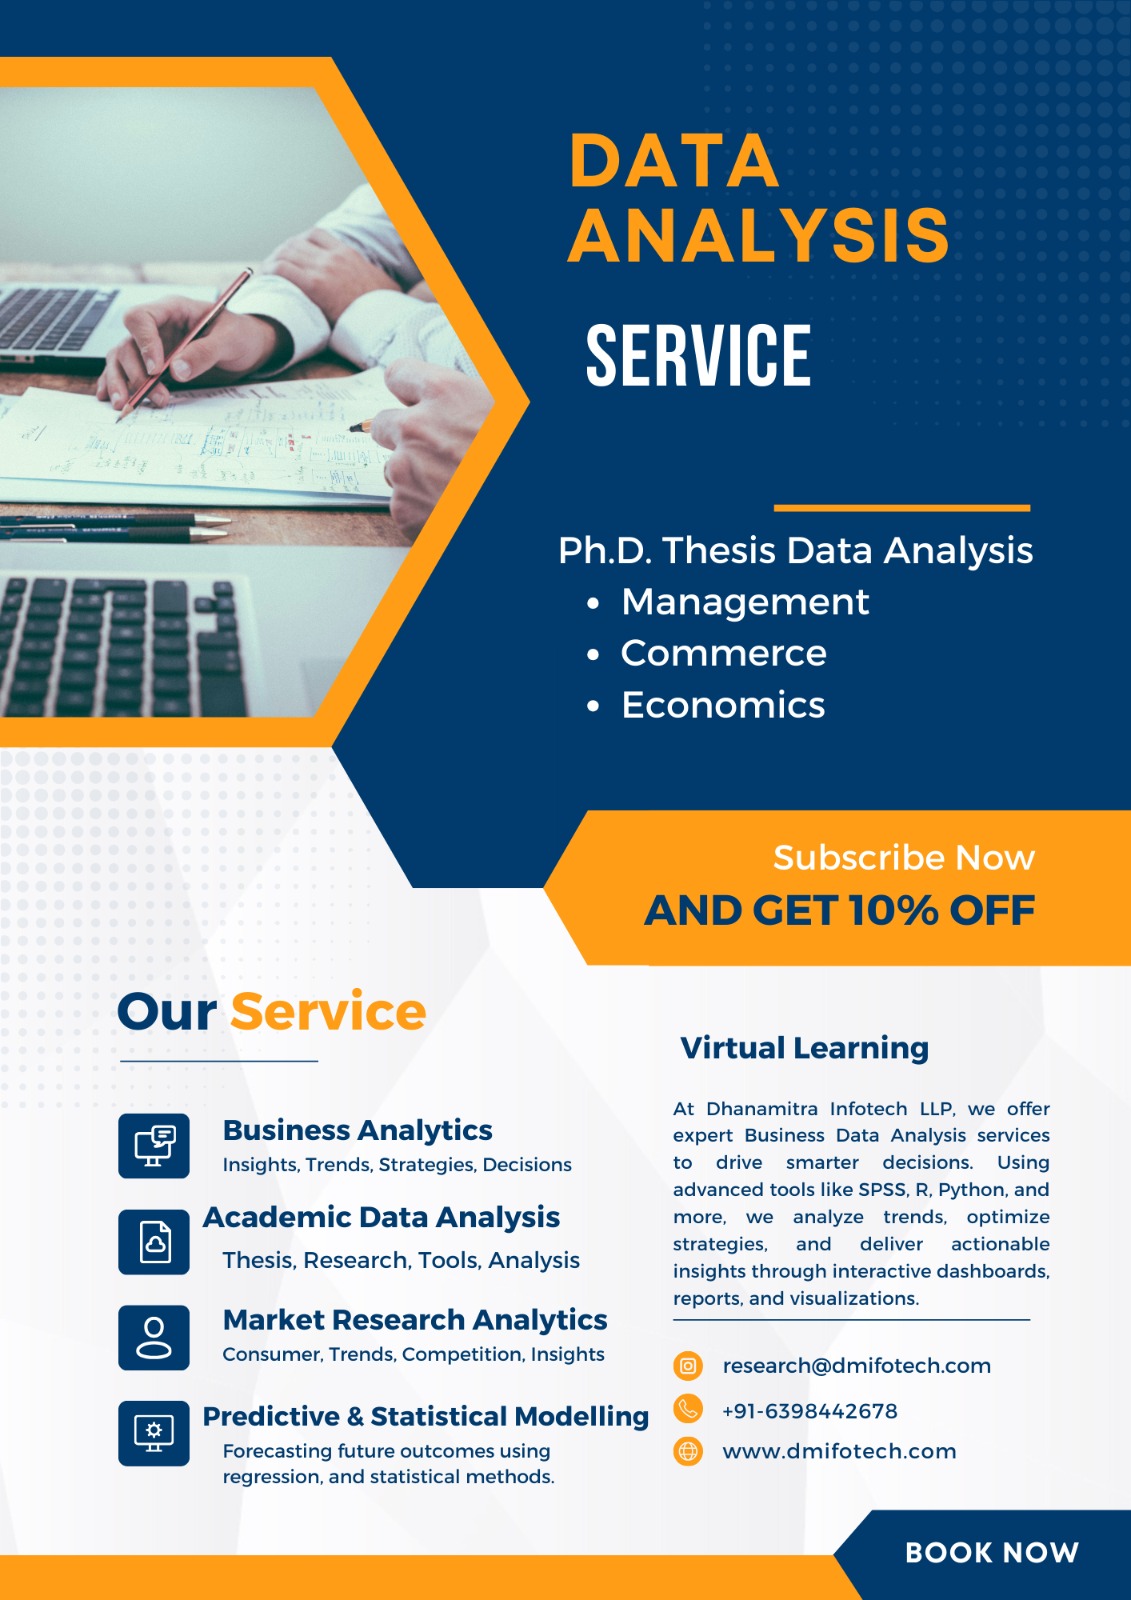 DATA
ANALYSIS
SERVICE
Ph.D. Thesis Data Analysis
• Management
• Commerce
• Economics
Subscribe Now
AND GET 10% OFF
Our Service
Business Analytics
Insights, Trends, Strategies, Decisions
Academic Data Analysis
Thesis, Research, Tools, Analysis
Market Research Analytics
Consumer, Trends, Competition, Insights
Predictive & Statistical Modelling
Forecasting future outcomes using
regression, and statistical methods.
Virtual Learning
At Dhanamitra Infotech LLP, we offer
expert Business Data Analysis services
to drive smarter decisions. Using
advanced tools like SPSS, R, Python, and
more, we analyze trends, optimize
strategies, and deliver actionable
insights through interactive dashboards,
reports, and visualizations.
research@dmifotech.com
+91-6398442678
www.dmifotech.com
BOOK NOW